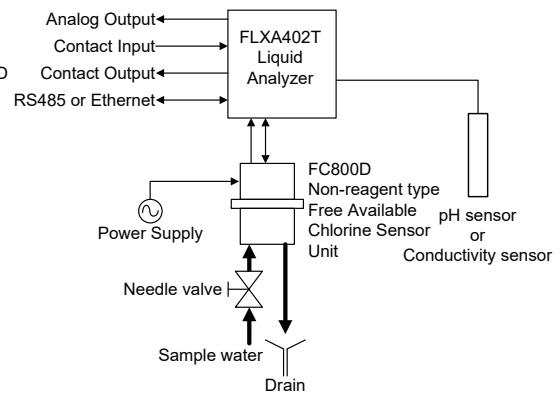 Analog Output
Contact Input
D
Contact Output
RS485 or Ethernet
FLXA402T
Liquid
Analyzer
FC800D
Non-reagent type
Free Available
Chlorine Sensor
Unit
pH sensor
or
Conductivity sensor
Power Supply
Needle valve
Sample water
Drain